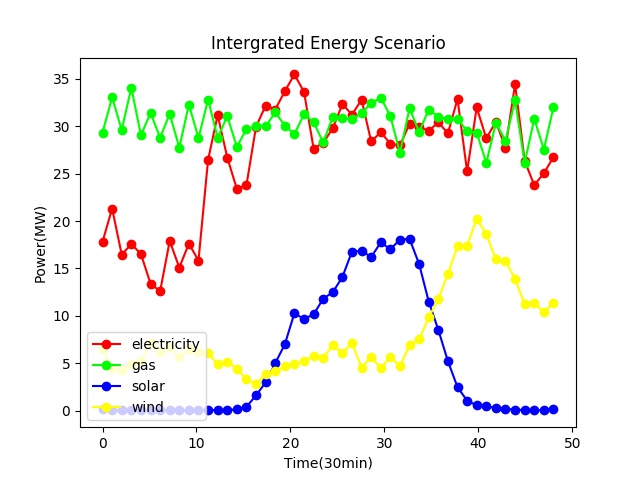 Intergrated Energy Scenario
Power(MW)
35
30
25
20
15
10
5
0
electricity
gas
solar
wind
0 10 20 30 40 50
Time(30min)